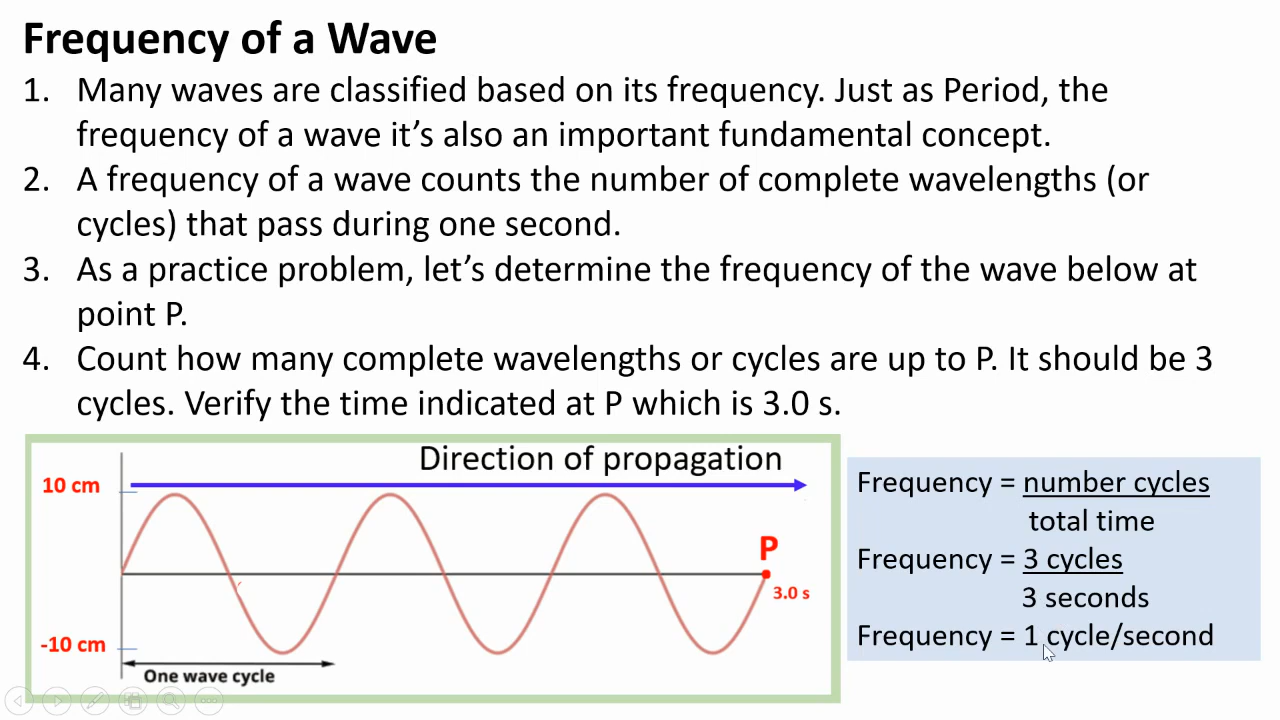 Frequency of a Wave
1. Many waves are classified based on its frequency. Just as Period, the
frequency of a wave it’s also an important fundamental concept.
2. A frequency of a wave counts the number of complete wavelengths (or
cycles) that pass during one second.
3. As a practice problem, let’s determine the frequency of the wave below at
point P.
4. Count how many complete wavelengths or cycles are up to P. It should be 3
cycles. Verify the time indicated at P which is 3.0 s.
Direction of propagation
10 cm
P
3.0 s
-10 cm
One wave cycle
Frequency = number cycles
total time
Frequency = 3 cycles
3 seconds
Frequency = 1 cycle/second